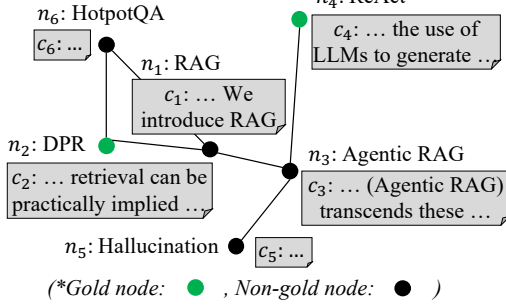 n₆: HotpotQA
n₄: ReAct
c₆: ...
c₄: … the use of
LLMs to generate …
n₁: RAG
c₁: … We
introduce RAG
n₂: DPR
n₃: Agentic RAG
c₂: … retrieval can be
practically implied …
c₃: … (Agentic RAG)
transcends these …
n₅: Hallucination
c₅: ...
(*Gold node: , Non-gold node: )